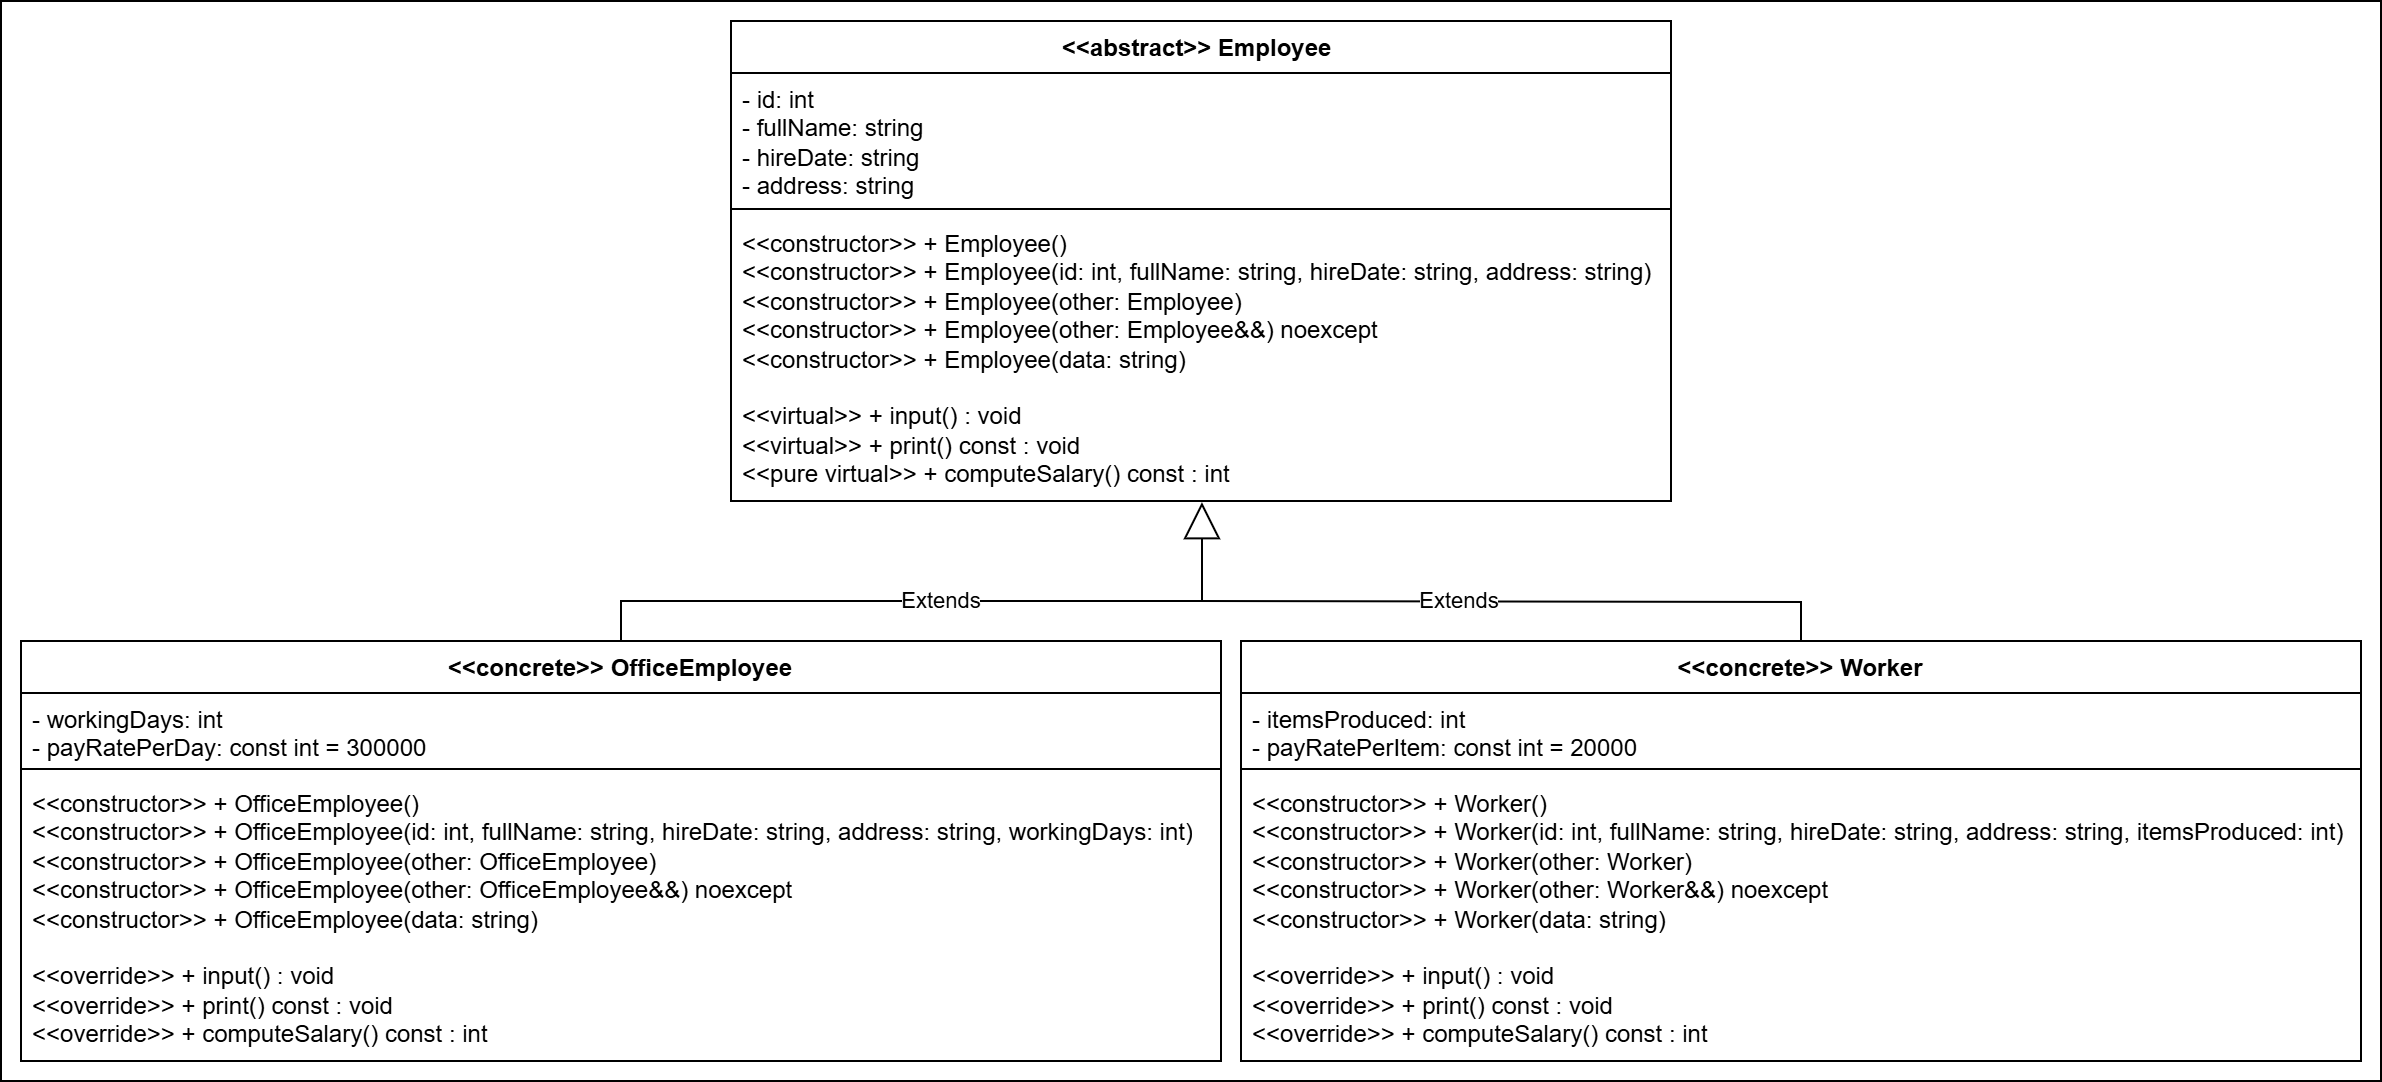 <<abstract>> Employee
- id: int
- fullName: string
- hireDate: string
- address: string
<<constructor>> + Employee()
<<constructor>> + Employee(id: int, fullName: string, hireDate: string, address: string)
<<constructor>> + Employee(other: Employee)
<<constructor>> + Employee(other: Employee&&) noexcept
<<constructor>> + Employee(data: string)
<<virtual>> + input() : void
<<virtual>> + print() const : void
<<pure virtual>> + computeSalary() const : int
Extends
Extends
<<concrete>> OfficeEmployee
- workingDays: int
- payRatePerDay: const int = 300000
<<constructor>> + OfficeEmployee()
<<constructor>> + OfficeEmployee(id: int, fullName: string, hireDate: string, address: string, workingDays: int)
<<constructor>> + OfficeEmployee(other: OfficeEmployee)
<<constructor>> + OfficeEmployee(other: OfficeEmployee&&) noexcept
<<constructor>> + OfficeEmployee(data: string)
<<override>> + input() : void
<<override>> + print() const : void
<<override>> + computeSalary() const : int
<<concrete>> Worker
- itemsProduced: int
- payRatePerItem: const int = 20000
<<constructor>> + Worker()
<<constructor>> + Worker(id: int, fullName: string, hireDate: string, address: string, itemsProduced: int)
<<constructor>> + Worker(other: Worker)
<<constructor>> + Worker(other: Worker&&) noexcept
<<constructor>> + Worker(data: string)
<<override>> + input() : void
<<override>> + print() const : void
<<override>> + computeSalary() const : int